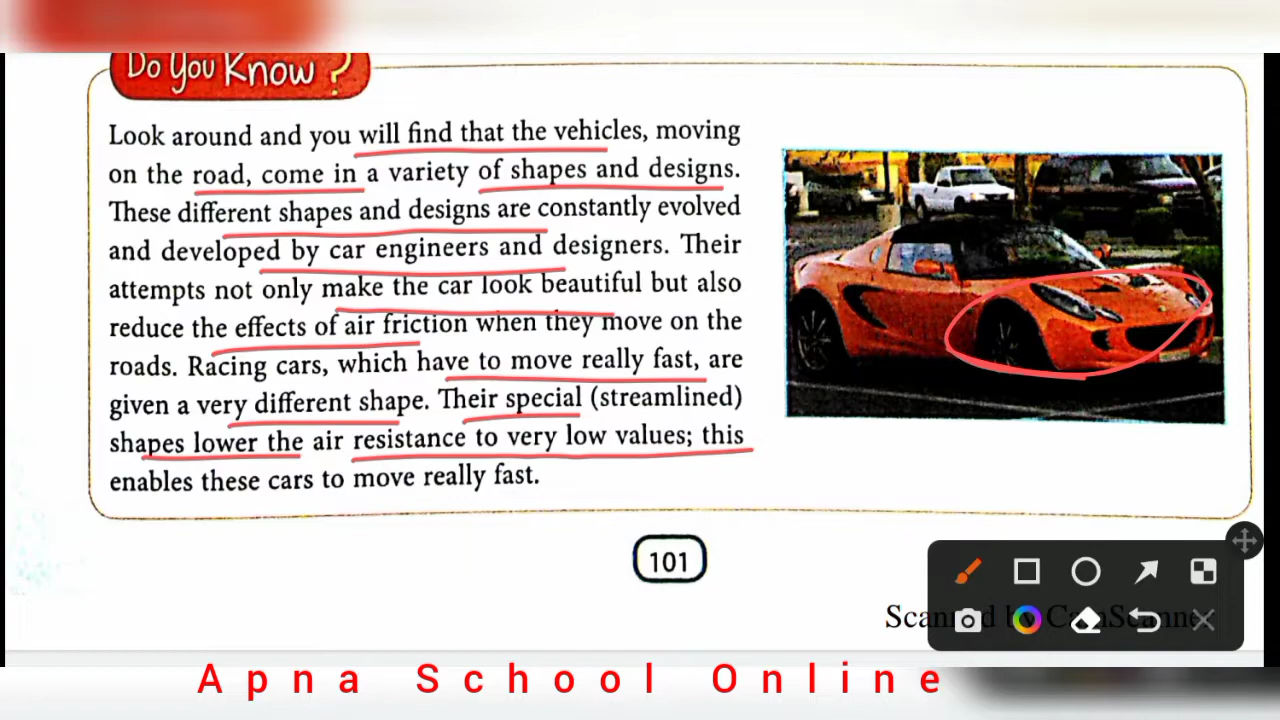 Do You Know ?
Look around and you will find that the vehicles, moving
on the road, come in a variety of shapes and designs.
These different shapes and designs are constantly evolved
and developed by car engineers and designers. Their
attempts not only make the car look beautiful but also
reduce the effects of air friction when they move on the
roads. Racing cars, which have to move really fast, are
given a very different shape. Their special (streamlined)
shapes lower the air resistance to very low values; this
enables these cars to move really fast.
101
Apna School Online